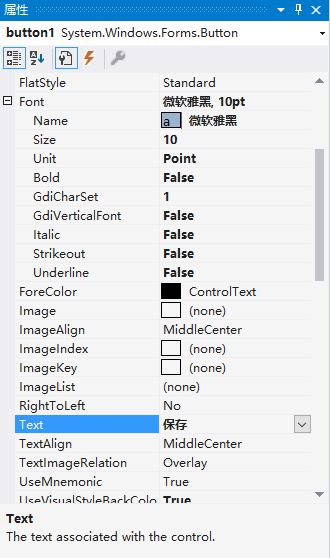 属性
button1 System.Windows.Forms.Button
FlatStyle Standard
Font 微软雅黑, 10pt
Name a 微软雅黑
Size 10
Unit Point
Bold False
GdiCharSet 1
GdiVerticalFont False
Italic False
Strikeout False
Underline False
ForeColor ControlText
Image (none)
ImageAlign MiddleCenter
ImageIndex (none)
ImageKey (none)
ImageList (none)
RightToLeft No
Text 保存
TextAlign MiddleCenter
TextImageRelation Overlay
UseMnemonic True
UseVisualStyleBackColo True
Text
The text associated with the control.